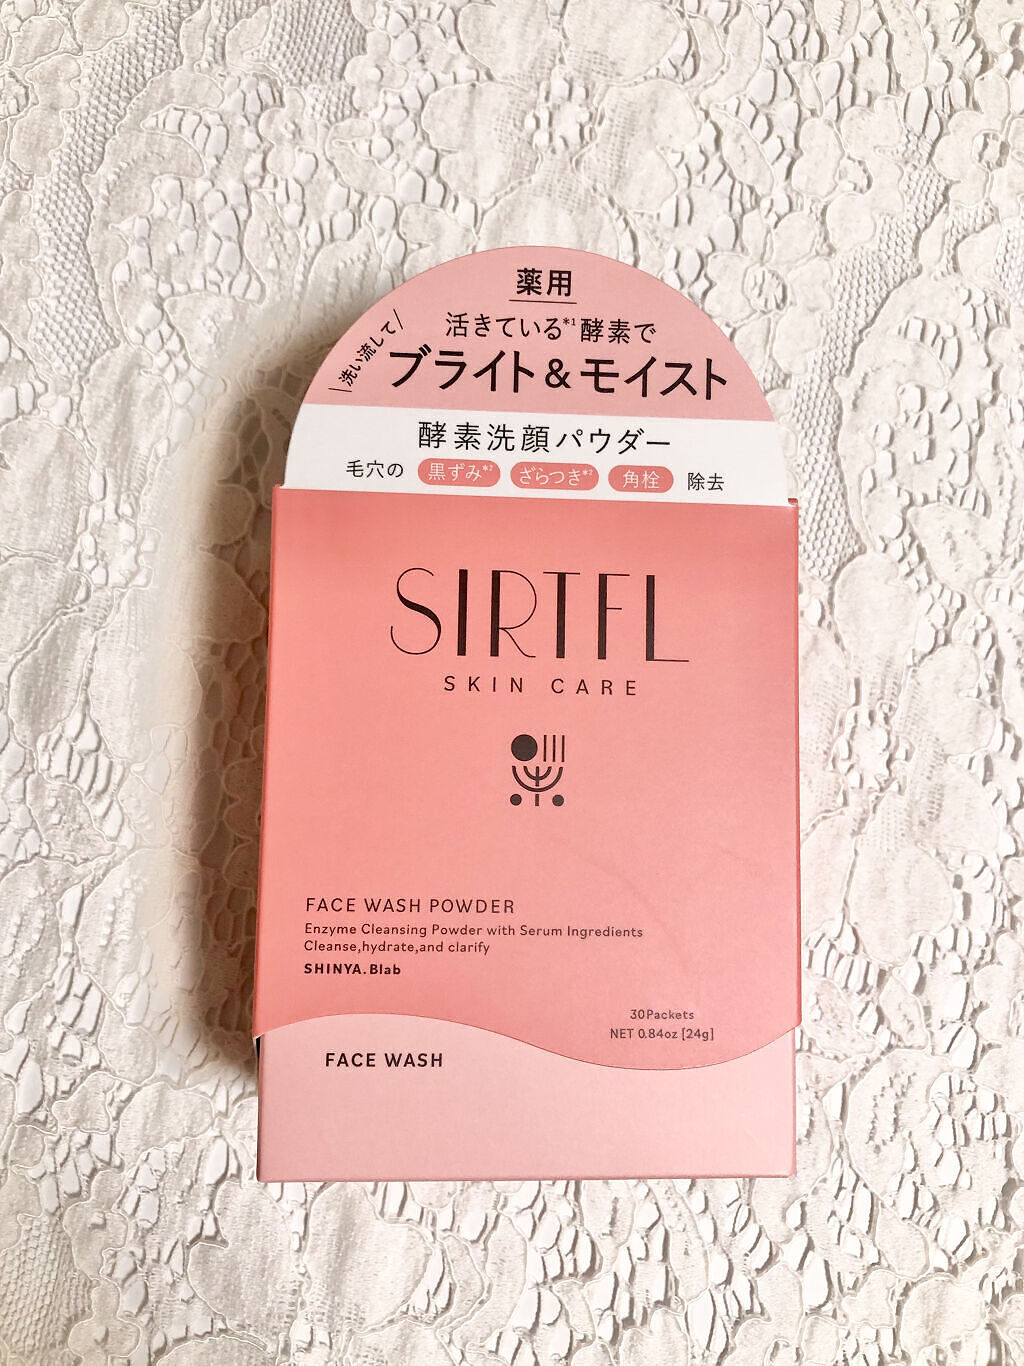 薬用
洗い流して
活きている*1酵素で
ブライト&モイスト
酵素洗顔パウダー
毛穴の 黒ずみ*2 ざらつき*2 角栓 除去
SIRTFL
SKIN CARE
FACE WASH POWDER
Enzyme Cleansing Powder with Serum Ingredients
Cleanse,hydrate,and clarify
SHINYA.Blab
30Packets
NET 0.84oz [24g]
FACE WASH